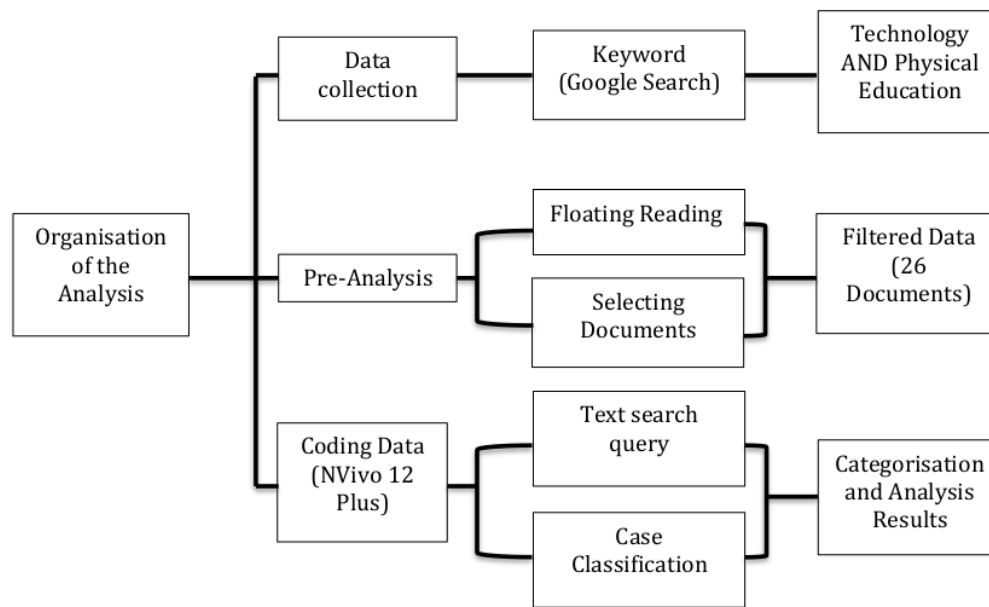 Organisation
of the
Analysis
Data
collection
Keyword
(Google Search)
Technology
AND Physical
Education
Pre-Analysis
Floating Reading
Selecting
Documents
Filtered Data
(26
Documents)
Coding Data
(NVivo 12
Plus)
Text search
query
Case
Classification
Categorisation
and Analysis
Results